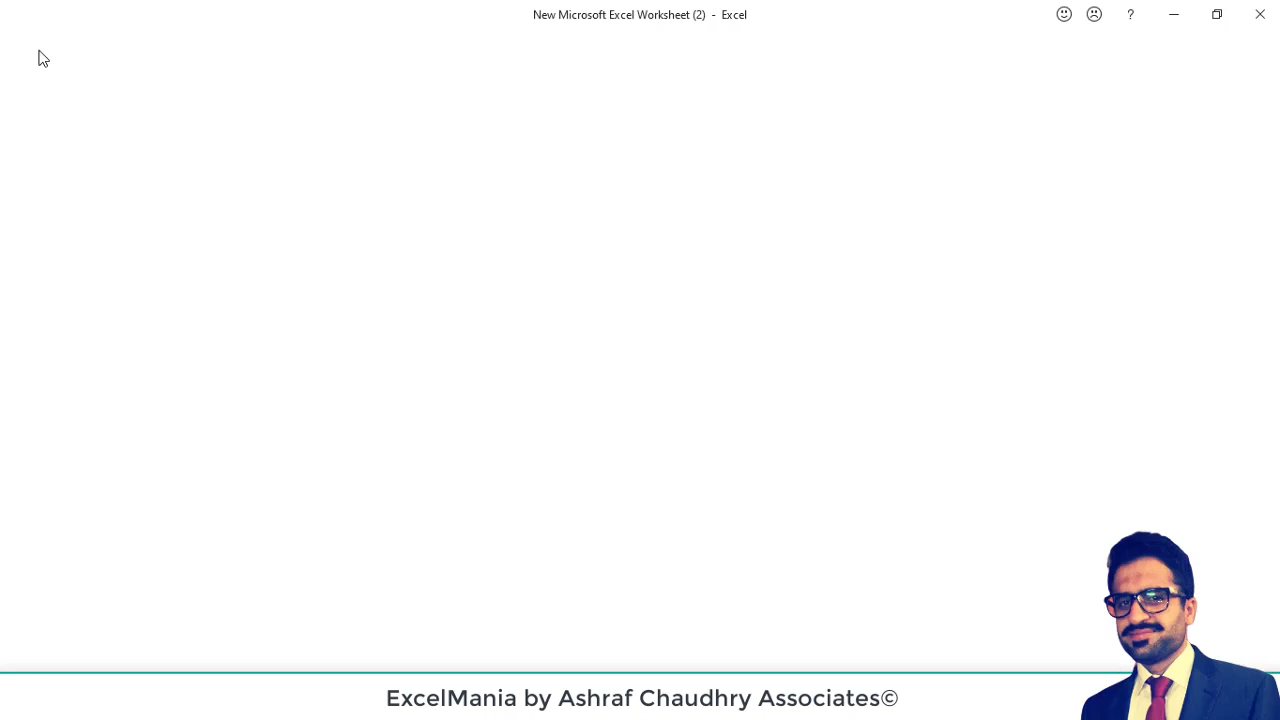 New Microsoft Excel Worksheet (2) - Excel
?
ExcelMania by Ashraf Chaudhry Associates©